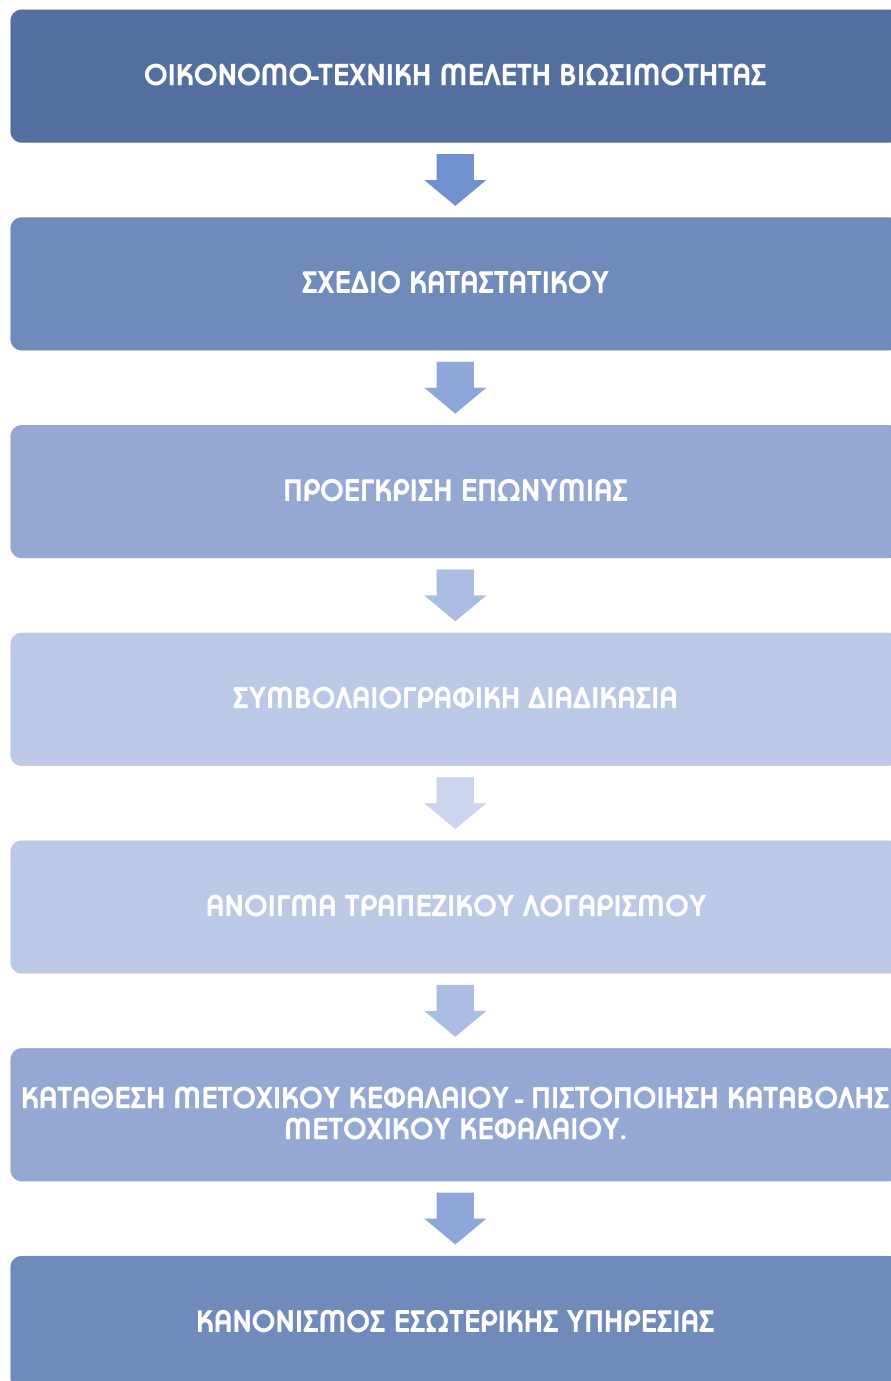 ΟΙΚΟΝΟΜΟ-ΤΕΧΝΙΚΗ ΜΕΛΕΤΗ ΒΙΩΣΙΜΟΤΗΤΑΣ
ΣΧΕΔΙΟ ΚΑΤΑΣΤΑΤΙΚΟΥ
ΠΡΟΕΓΚΡΙΣΗ ΕΠΩΝΥΜΙΑΣ
ΣΥΜΒΟΛΑΙΟΓΡΑΦΙΚΗ ΔΙΑΔΙΚΑΣΙΑ
ΑΝΟΙΓΜΑ ΤΡΑΠΕΖΙΚΟΥ ΛΟΓΑΡΙΣΜΟΥ
ΚΑΤΑΘΕΣΗ ΜΕΤΟΧΙΚΟΥ ΚΕΦΑΛΑΙΟΥ - ΠΙΣΤΟΠΟΙΗΣΗ ΚΑΤΑΒΟΛΗΣ
ΜΕΤΟΧΙΚΟΥ ΚΕΦΑΛΑΙΟΥ.
ΚΑΝΟΝΙΣΜΟΣ ΕΣΩΤΕΡΙΚΗΣ ΥΠΗΡΕΣΙΑΣ